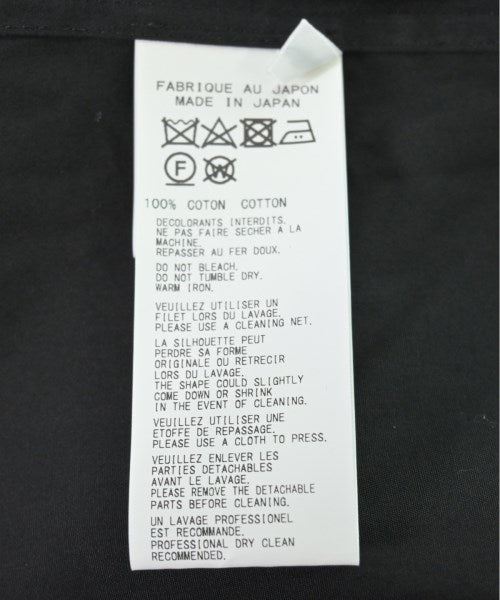 FABRIQUE AU JAPON
MADE IN JAPAN
F W
100% COTON COTTON
DECOLORANTS INTERDITS.
NE PAS FAIRE SECHER A LA
MACHINE.
REPASSER AU FER DOUX.
DO NOT BLEACH.
DO NOT TUMBLE DRY.
WARM IRON.
VEUILLEZ UTILISER UN
FILET LORS DU LAVAGE.
PLEASE USE A CLEANING NET.
LA SILHOUETTE PEUT
PERDRE SA FORME
ORIGINALE OU RETRECIR
LORS DU LAVAGE.
THE SHAPE COULD SLIGHTLY
COME DOWN OR SHRINK
IN THE EVENT OF CLEANING.
VEUILLEZ UTILISER UNE
ETOFFE DE REPASSAGE.
PLEASE USE A CLOTH TO PRESS.
VEUILLEZ ENLEVER LES
PARTIES DETACHABLES
AVANT LE LAVAGE.
PLEASE REMOVE THE DETACHABLE
PARTS BEFORE CLEANING.
UN LAVAGE PROFESSIONEL
EST RECOMMANDE.
PROFESSIONAL DRY CLEAN
RECOMMENDED.